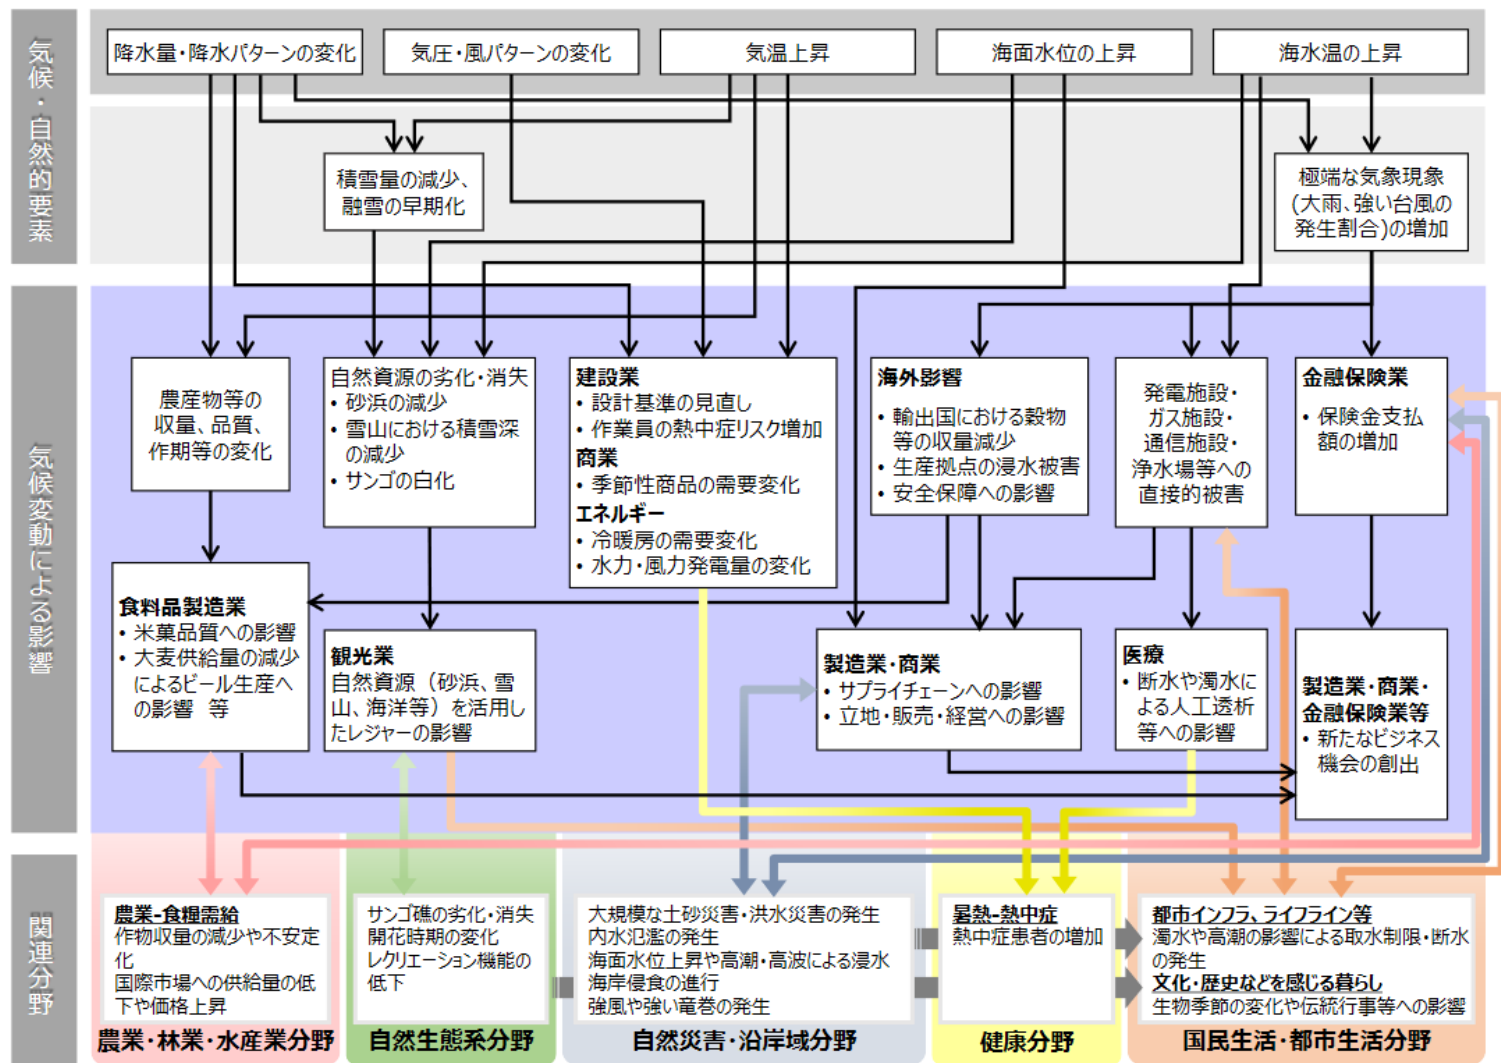 気候・自然的要素
降水量・降水パターンの変化
気圧・風パターンの変化
気温上昇
海面水位の上昇
海水温の上昇
積雪量の減少、
融雪の早期化
極端な気象現象
(大雨、強い台風の
発生割合)の増加
気候変動による影響
農産物等の
収量、品質、
作期等の変化
自然資源の劣化・消失
• 砂浜の減少
• 雪山における積雪深
の減少
• サンゴの白化
建設業
• 設計基準の見直し
• 作業員の熱中症リスク増加
商業
• 季節性商品の需要変化
エネルギー
• 冷暖房の需要変化
• 水力・風力発電量の変化
海外影響
• 輸出国における穀物
等の収量減少
• 生産拠点の浸水被害
• 安全保障への影響
発電施設・
ガス施設・
通信施設・
浄水場等への
直接的被害
金融保険業
• 保険金支払
額の増加
食料品製造業
• 米菓品質への影響
• 大麦供給量の減少
によるビール生産へ
の影響 等
観光業
自然資源（砂浜、雪
山、海洋等）を活用し
たレジャーの影響
製造業・商業
• サプライチェーンへの影響
• 立地・販売・経営への影響
医療
• 断水や濁水に
よる人工透析
等への影響
製造業・商業・
金融保険業等
• 新たなビジネス
機会の創出
関連分野
農業-食糧需給
作物収量の減少や不安定
化
国際市場への供給量の低
下や価格上昇
農業・林業・水産業分野
サンゴ礁の劣化・消失
開花時期の変化
レクリエーション機能の
低下
自然生態系分野
大規模な土砂災害・洪水災害の発生
内水氾濫の発生
海面水位上昇や高潮・高波による浸水
海岸侵食の進行
強風や強い竜巻の発生
自然災害・沿岸域分野
暑熱-熱中症
熱中症患者の増加
健康分野
都市インフラ、ライフライン等
濁水や高潮の影響による取水制限・断水
の発生
文化・歴史などを感じる暮らし
生物季節の変化や伝統行事等への影響
国民生活・都市生活分野